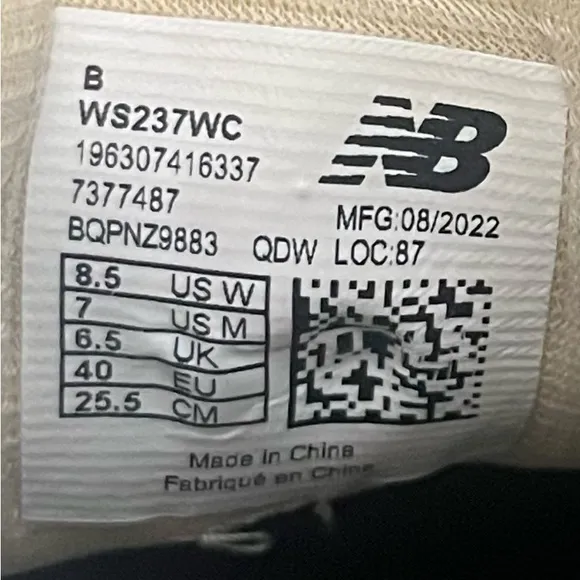 B
WS237WC
196307416337
7377487
BQPNZ9883 QDW LOC:87
NB
MFG:08/2022
8.5 US W
7 US M
6.5 UK
40 EU
25.5 CM
Made in China
Fabriqué en Chine